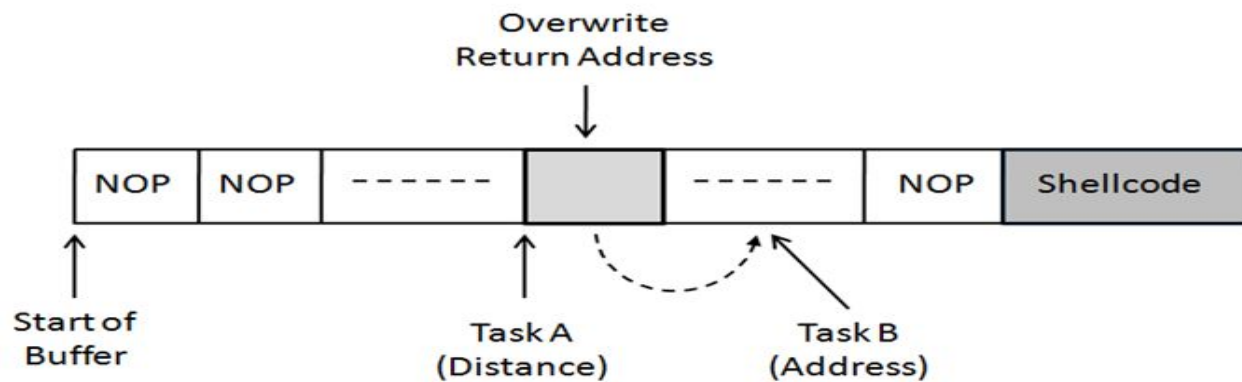 Overwrite
Return Address
NOP NOP ------ ------ NOP Shellcode
Start of
Buffer
Task A
(Distance)
Task B
(Address)